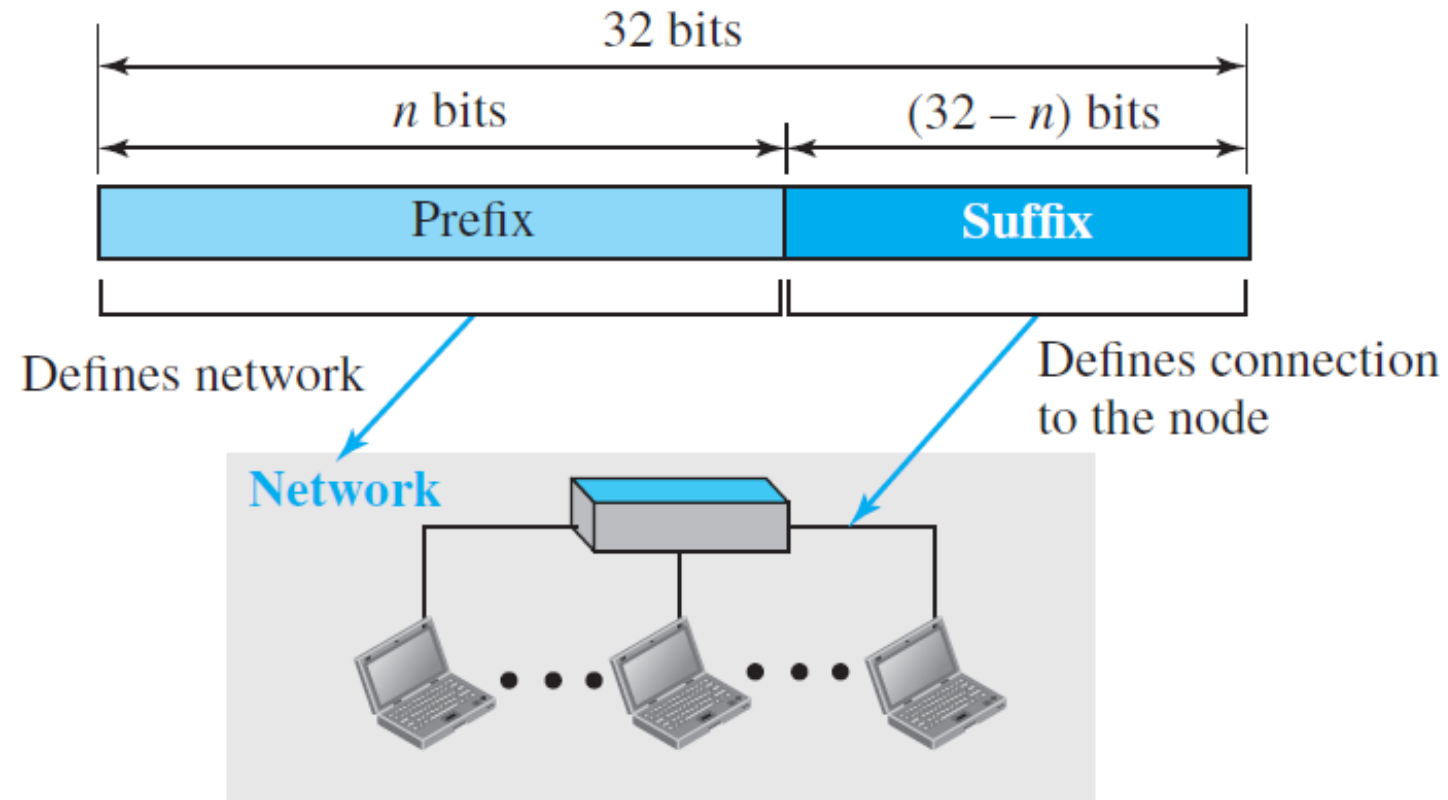 32 bits
n bits
(32 – n) bits
Prefix
Suffix
Defines network
Defines connection
to the node
Network